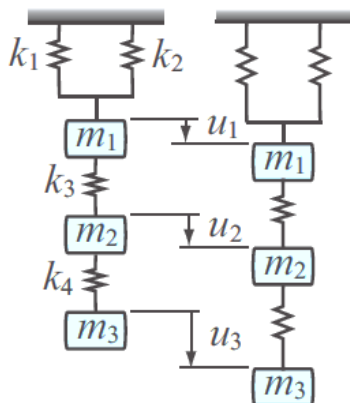 k₁ k₂
m₁ u₁ m₁
k₃
m₂ u₂ m₂
k₄
m₃ u₃ m₃